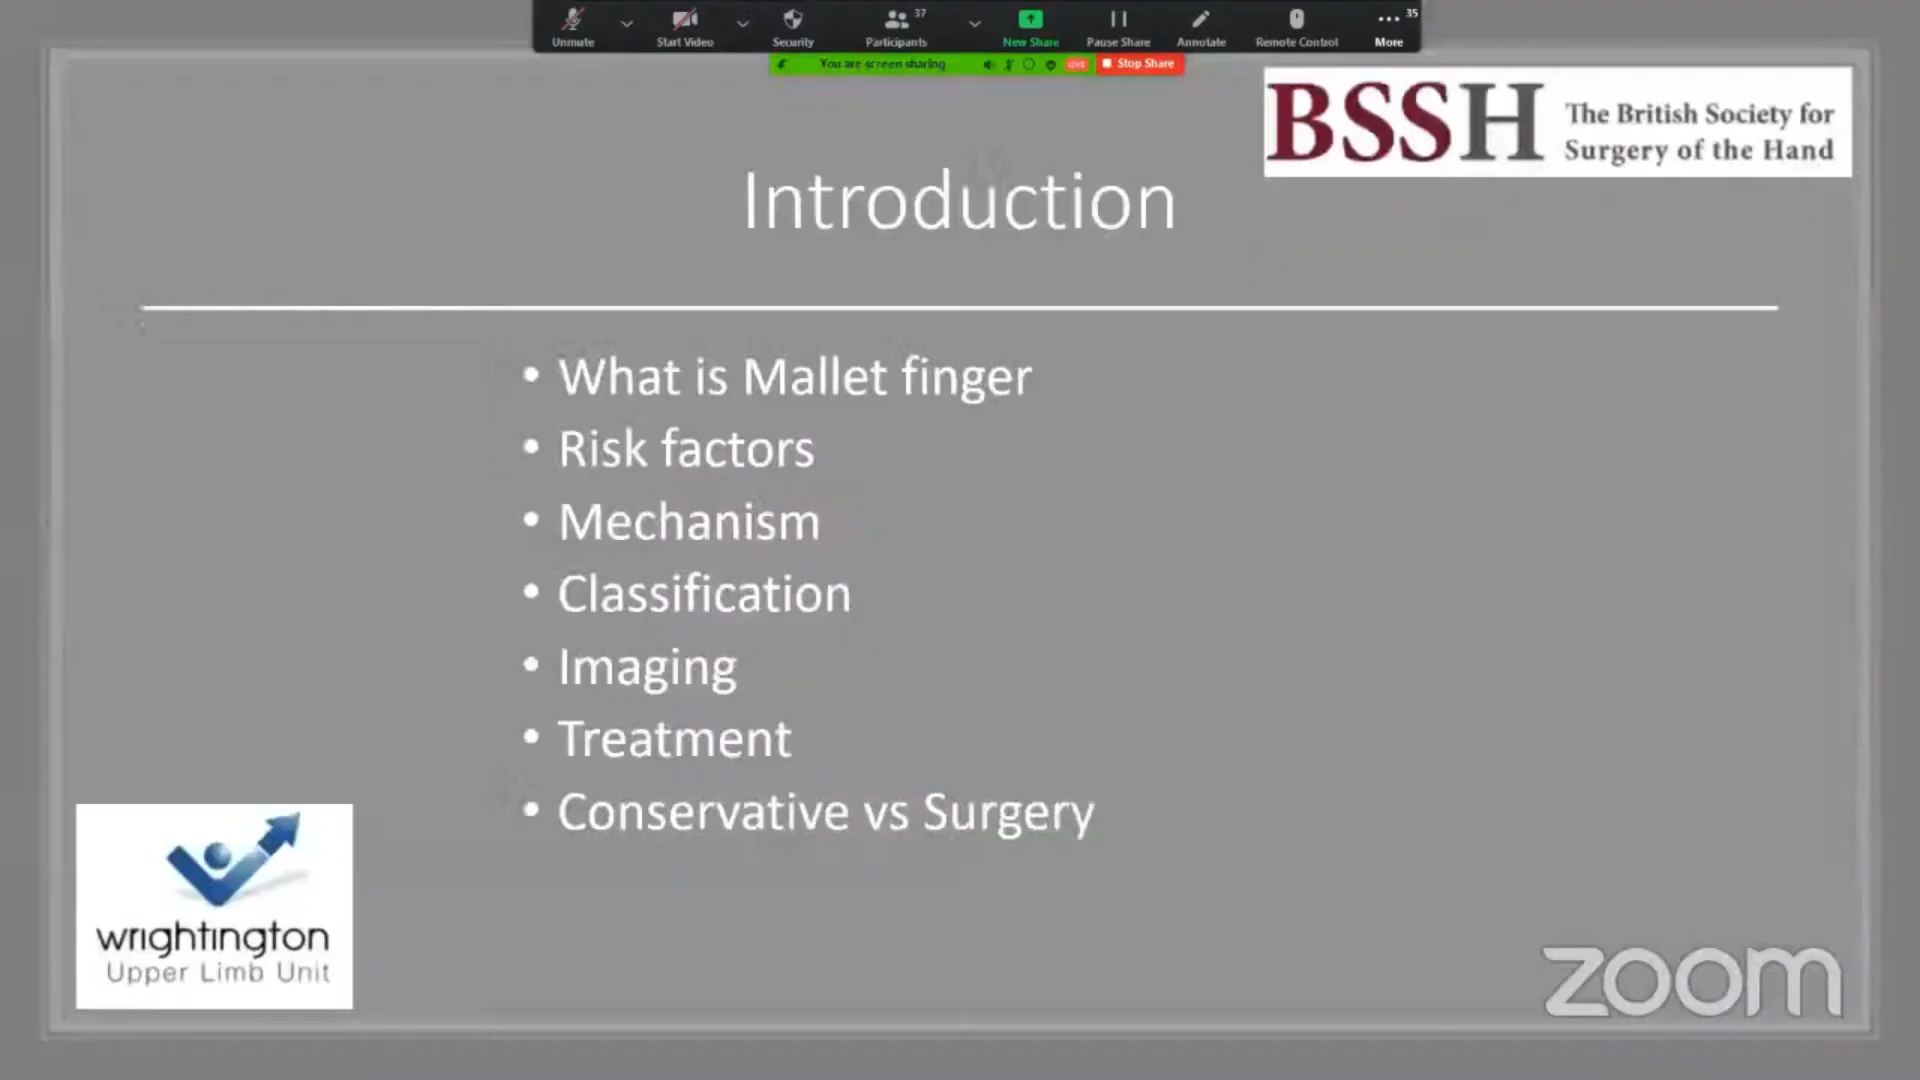 37
35
Unmute
Start Video
Security
Participants
New Share
Pause Share
Annotate
Remote Control
More
You are screen sharing
LIVE
Stop Share
BSSH
The British Society for
Surgery of the Hand
Introduction
• What is Mallet finger
• Risk factors
• Mechanism
• Classification
• Imaging
• Treatment
• Conservative vs Surgery
wrightington
Upper Limb Unit
zoom